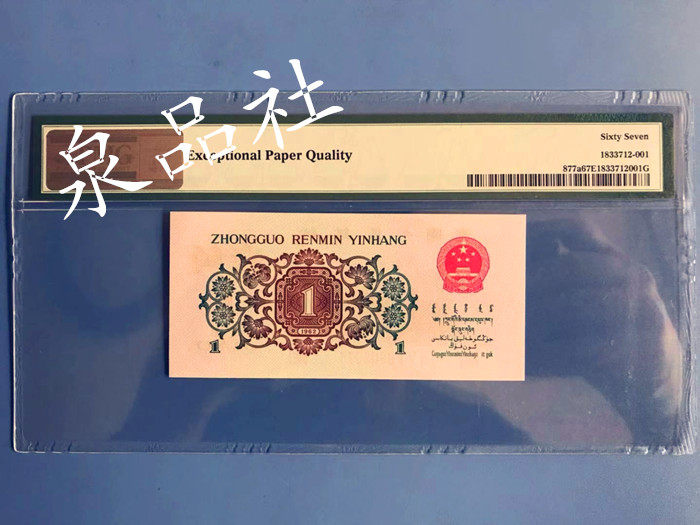 泉品社
Exceptional Paper Quality
Sixty Seven
1833712-001
877a67E1833712001G
ZHONGGUO RENMIN YINHANG
1
1962
1
1